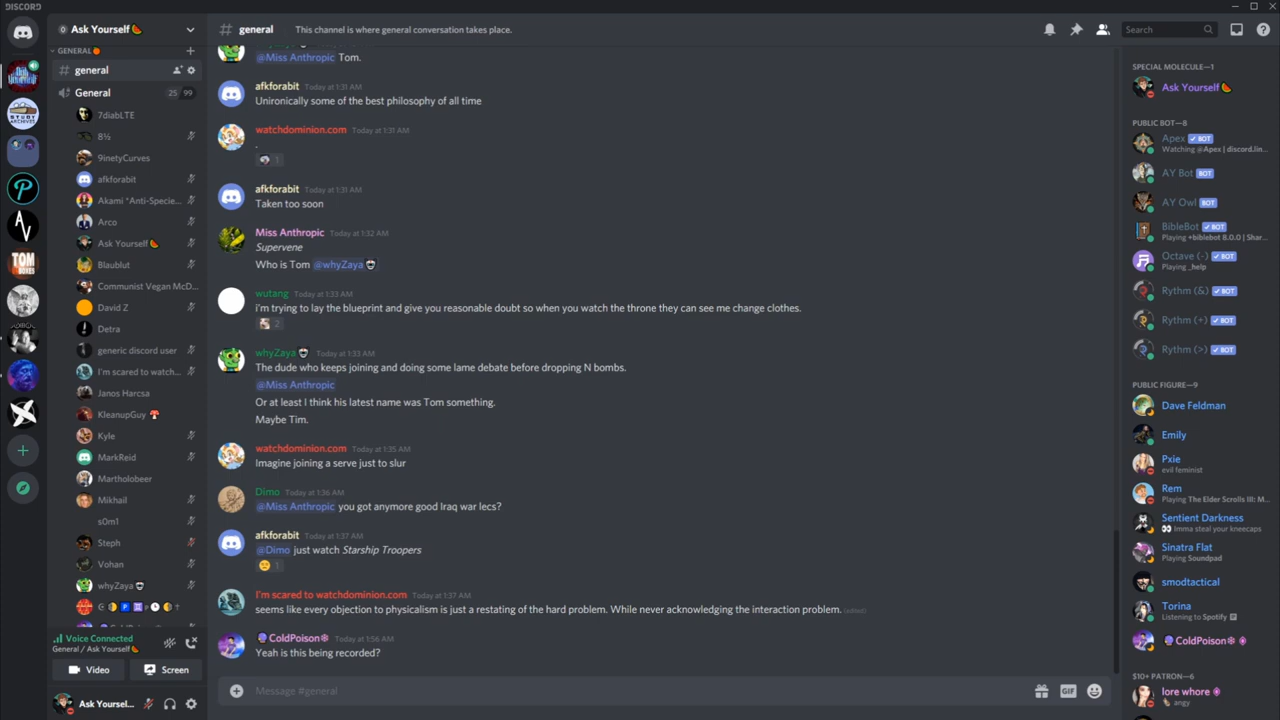 DISCORD
Ask Yourself
GENERAL
general
General
25 99
7diabLTE
8½
9inetyCurves
afkforabit
Akami "Anti-Specie...
Arco
Ask Yourself
Blaublut
Communist Vegan McD...
David Z
Detra
generic discord user
I'm scared to watch...
Janos Harcsa
KleanupGuy
Kyle
MarkReid
Martholobeer
Mikhail
s0m1
Steph
Vohan
whyZaya
Voice Connected
General / Ask Yourself
Video
Screen
Ask Yoursel...
# general This channel is where general conversation takes place.
@Miss Anthropic Tom.
afkforabit Today at 1:31 AM
Unironically some of the best philosophy of all time
watchdominion.com Today at 1:31 AM
.
1
afkforabit Today at 1:31 AM
Taken too soon
Miss Anthropic Today at 1:32 AM
Supervene
Who is Tom @whyZaya
wutang Today at 1:33 AM
i'm trying to lay the blueprint and give you reasonable doubt so when you watch the throne they can see me change clothes.
2
whyZaya Today at 1:33 AM
The dude who keeps joining and doing some lame debate before dropping N bombs.
@Miss Anthropic
Or at least I think his latest name was Tom something.
Maybe Tim.
watchdominion.com Today at 1:35 AM
Imagine joining a serve just to slur
Dimo Today at 1:36 AM
@Miss Anthropic you got anymore good Iraq war lecs?
afkforabit Today at 1:37 AM
@Dimo just watch Starship Troopers
1
I'm scared to watchdominion.com Today at 1:37 AM
seems like every objection to physicalism is just a restating of the hard problem. While never acknowledging the interaction problem. (edited)
ColdPoison Today at 1:56 AM
Yeah is this being recorded?
Message #general
GIF
Search
SPECIAL MOLECULE—1
Ask Yourself
PUBLIC BOT—8
Apex BOT
Watching @Apex | discord.lin...
AY Bot BOT
AY Owl BOT
BibleBot BOT
Playing +biblebot 8.0.0 | Shar...
Octave (-) BOT
Playing _help
Rythm (&) BOT
Rythm (+) BOT
Rythm (>) BOT
PUBLIC FIGURE—9
Dave Feldman
Emily
Pxie
evil feminist
Rem
Playing The Elder Scrolls III: M...
Sentient Darkness
Imma steal your kneecaps
Sinatra Flat
Playing Soundpad
smodtactical
Torina
Listening to Spotify
ColdPoison
$10+ PATRON—6
lore whore
angy
TOM
BOXES
STUDY
ARCHIVES